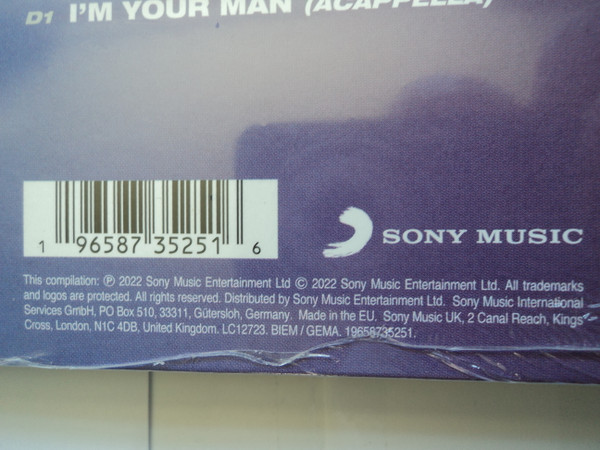 D1 I'M YOUR MAN (ACAPPELLA)
1 96587 35251 6
SONY MUSIC
This compilation: ℗ 2022 Sony Music Entertainment Ltd © 2022 Sony Music Entertainment Ltd. All trademarks
and logos are protected. All rights reserved. Distributed by Sony Music Entertainment Ltd. Sony Music International
Services GmbH, PO Box 510, 33311, Gütersloh, Germany. Made in the EU. Sony Music UK, 2 Canal Reach, Kings
Cross, London, N1C 4DB, United Kingdom. LC12723. BIEM / GEMA. 19658735251.